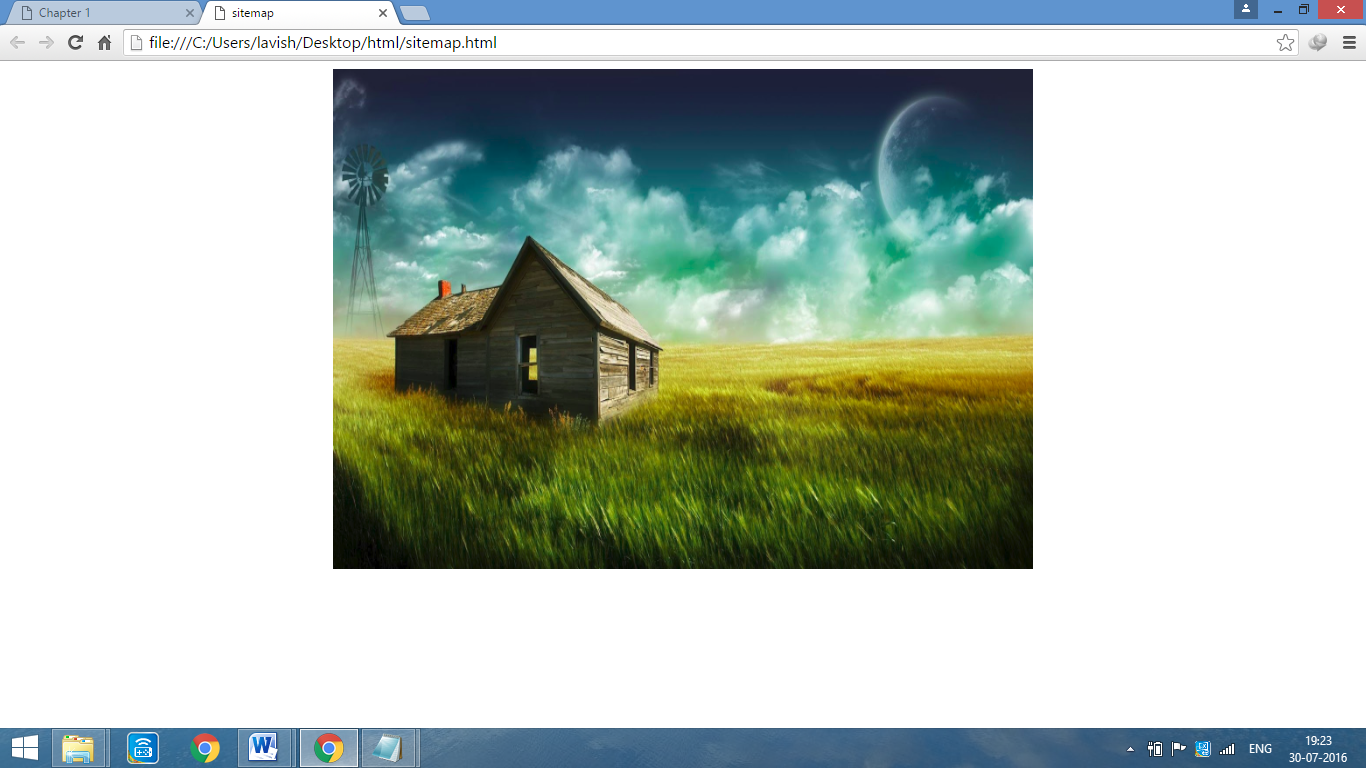 Chapter 1
sitemap
file:///C:/Users/lavish/Desktop/html/sitemap.html
ENG
19:23
30-07-2016